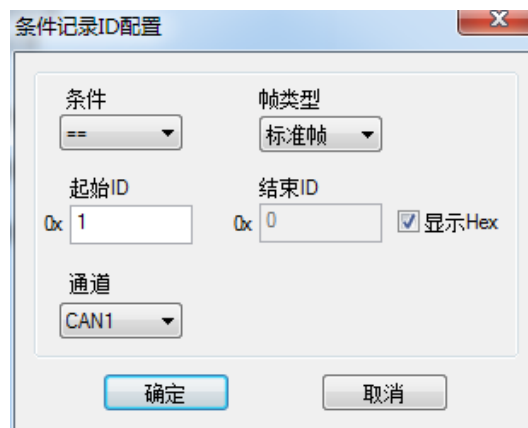 条件记录ID配置
条件 帧类型
== 标准帧
起始ID 结束ID
0x 1 0x 0 显示Hex
通道
CAN1
确定 取消